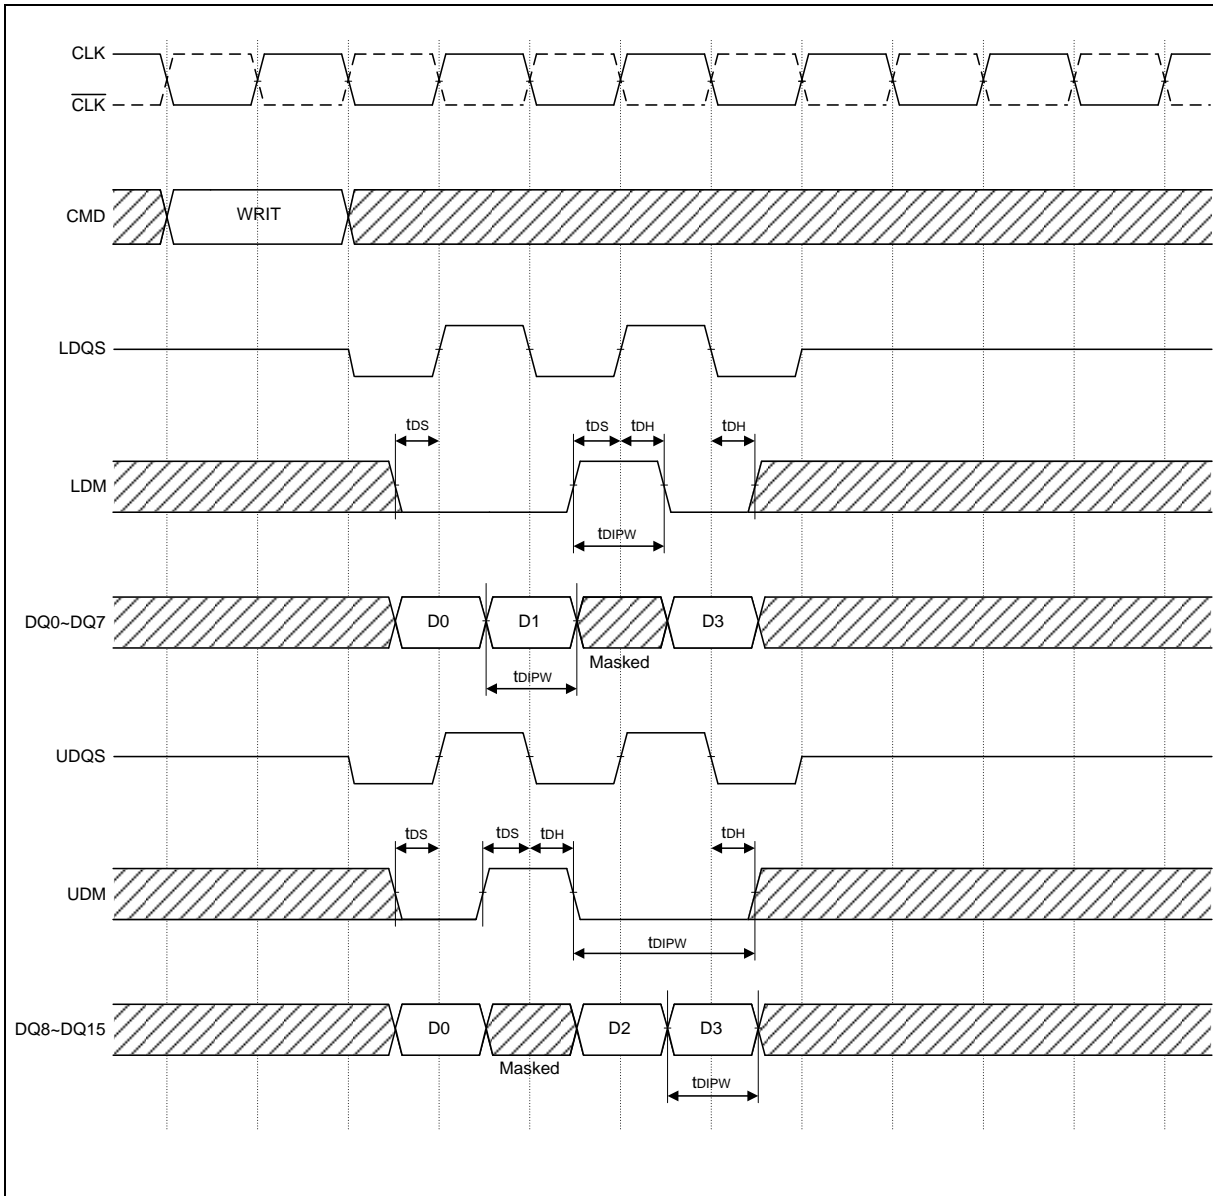 CLK
CLK
CMD
WRIT
LDQS
tDS
tDS
tDH
tDH
LDM
tDIPW
DQ0~DQ7
D0
D1
D3
Masked
tDIPW
UDQS
tDS
tDS
tDH
tDH
UDM
tDIPW
DQ8~DQ15
D0
D2
D3
Masked
tDIPW